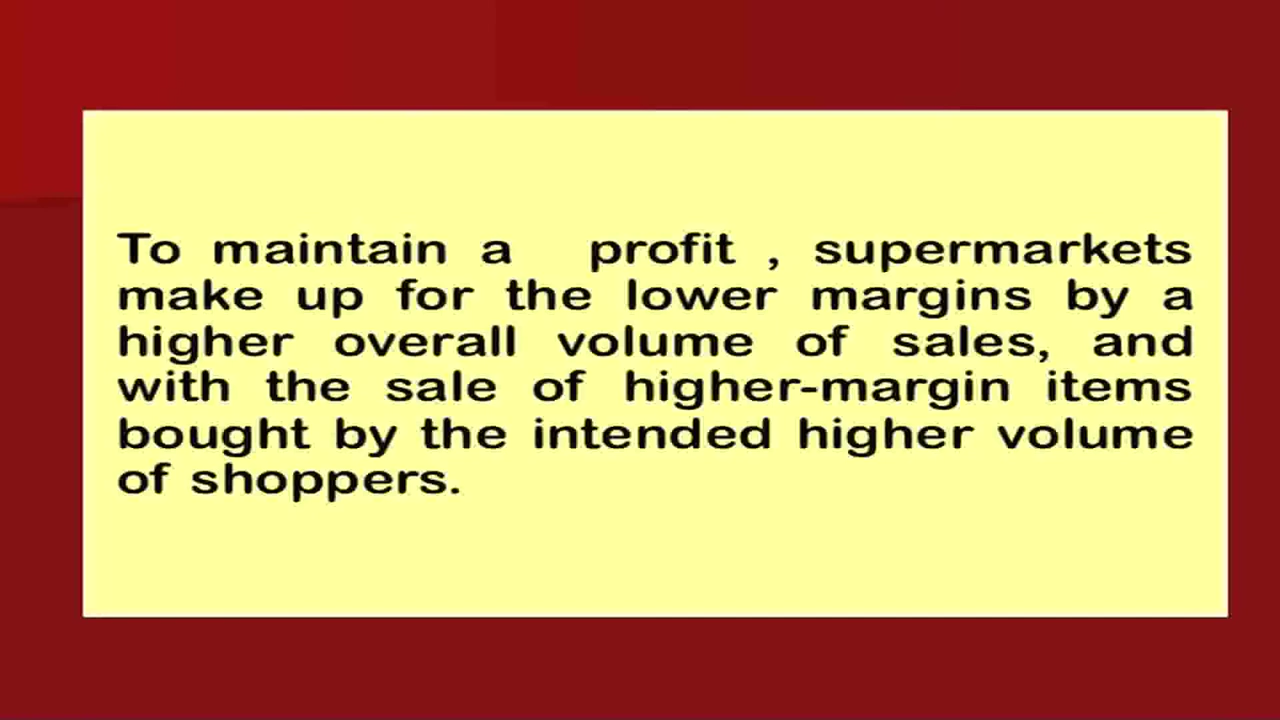 To maintain a profit , supermarkets
make up for the lower margins by a
higher overall volume of sales, and
with the sale of higher-margin items
bought by the intended higher volume
of shoppers.